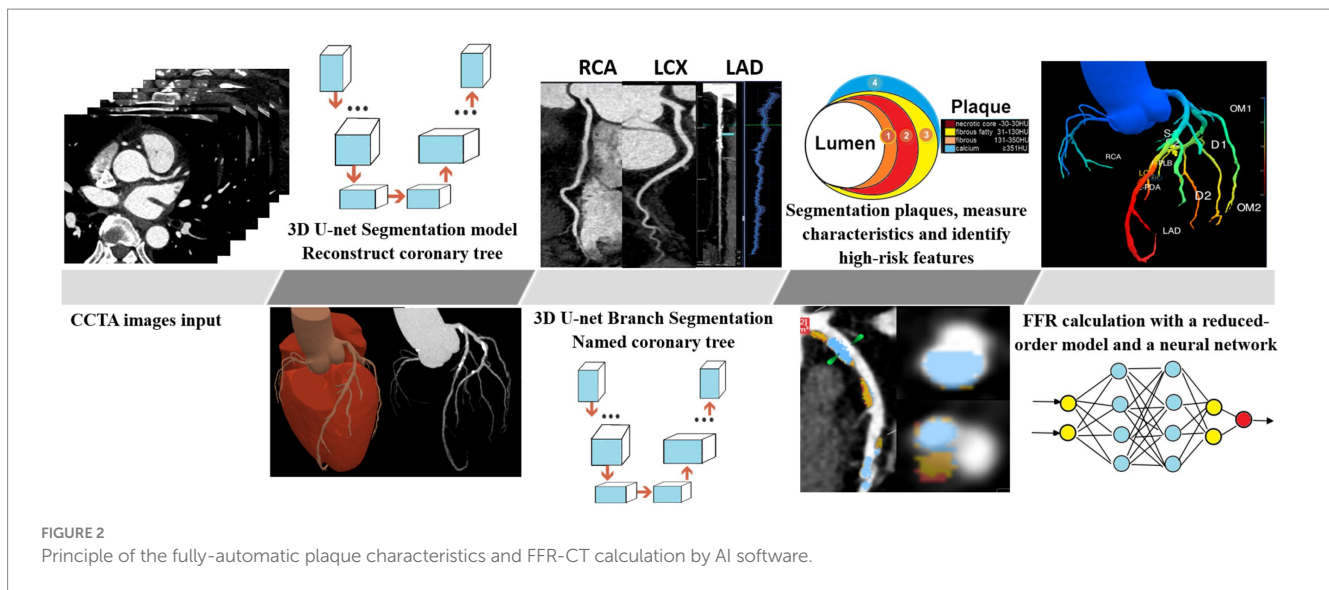 RCA LCX LAD
3D U-net Segmentation model
Reconstruct coronary tree
4
Lumen
1 2 3
Plaque
necrotic core -30-30HU
fibrous fatty 31-130HU
fibrous 131-350HU
calcium ≥351HU
Segmentation plaques, measure
characteristics and identify
high-risk features
OM1
D1
RCA
D2
OM2
LAD
CCTA images input
3D U-net Branch Segmentation
Named coronary tree
FFR calculation with a reduced-
order model and a neural network
FIGURE 2
Principle of the fully-automatic plaque characteristics and FFR-CT calculation by AI software.